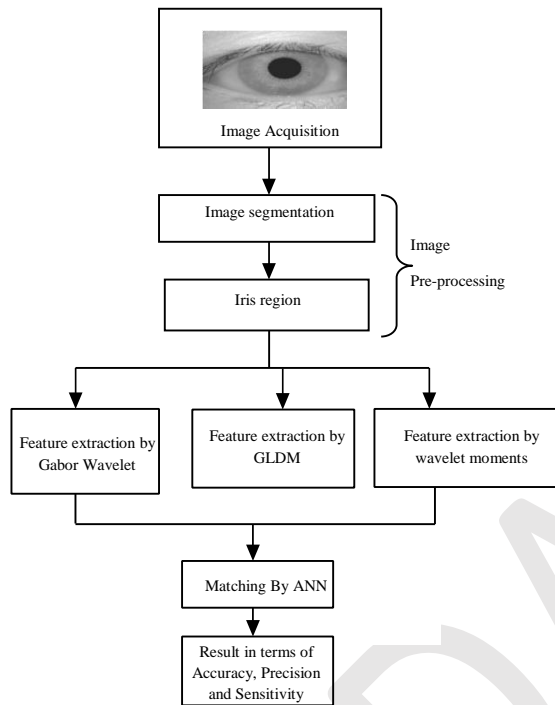 Image Acquisition
Image segmentation
Image
Pre-processing
Iris region
Feature extraction by
Gabor Wavelet
Feature extraction by
GLDM
Feature extraction by
wavelet moments
Matching By ANN
Result in terms of
Accuracy, Precision
and Sensitivity